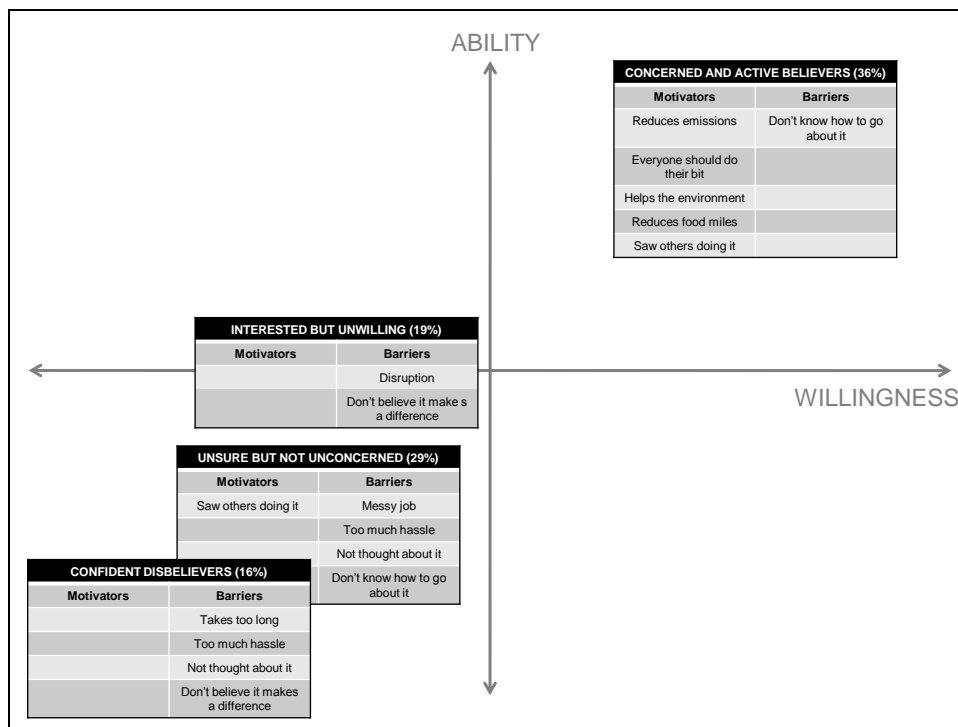 ABILITY
CONCERNED AND ACTIVE BELIEVERS (36%)
Motivators Barriers
Reduces emissions Don't know how to go
about it
Everyone should do
their bit
Helps the environment
Reduces food miles
Saw others doing it
INTERESTED BUT UNWILLING (19%)
Motivators Barriers
Disruption
Don't believe it make s
a difference
WILLINGNESS
UNSURE BUT NOT UNCONCERNED (29%)
Motivators Barriers
Saw others doing it Messy job
Too much hassle
Not thought about it
Don't know how to go
about it
CONFIDENT DISBELIEVERS (16%)
Motivators Barriers
Takes too long
Too much hassle
Not thought about it
Don't believe it makes
a difference